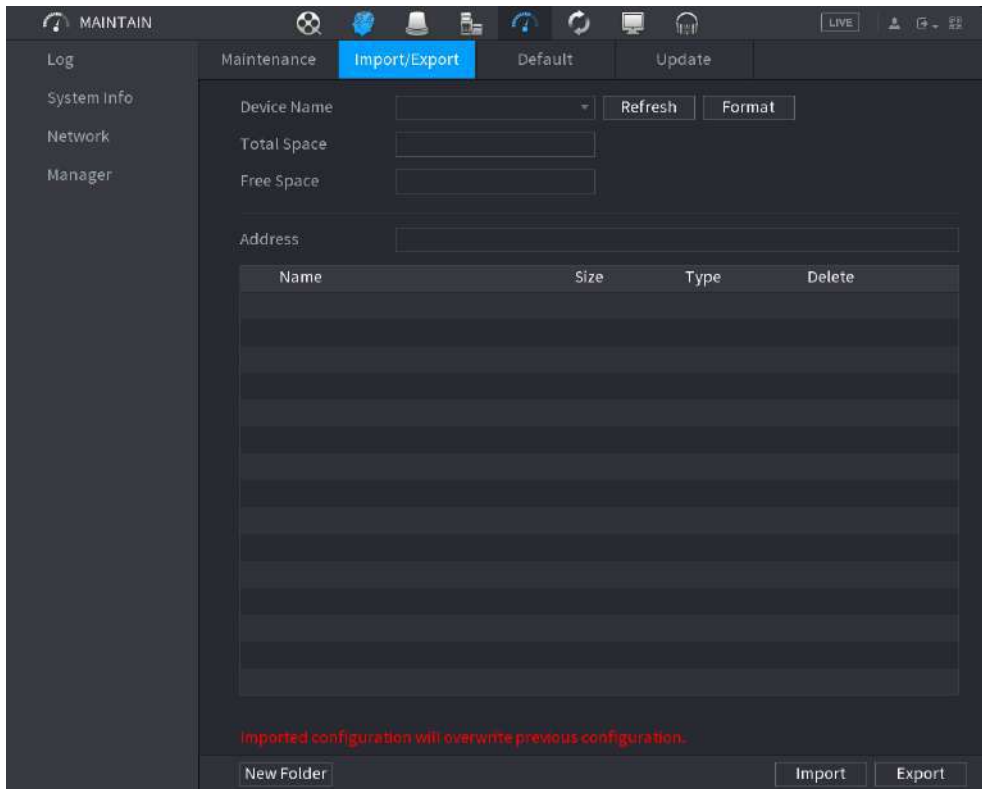 MAINTAIN LIVE
Log
System Info
Network
Manager
Maintenance Import/Export Default Update
Device Name Refresh Format
Total Space
Free Space
Address
Name Size Type Delete
Imported configuration will overwrite previous configuration.
New Folder Import Export